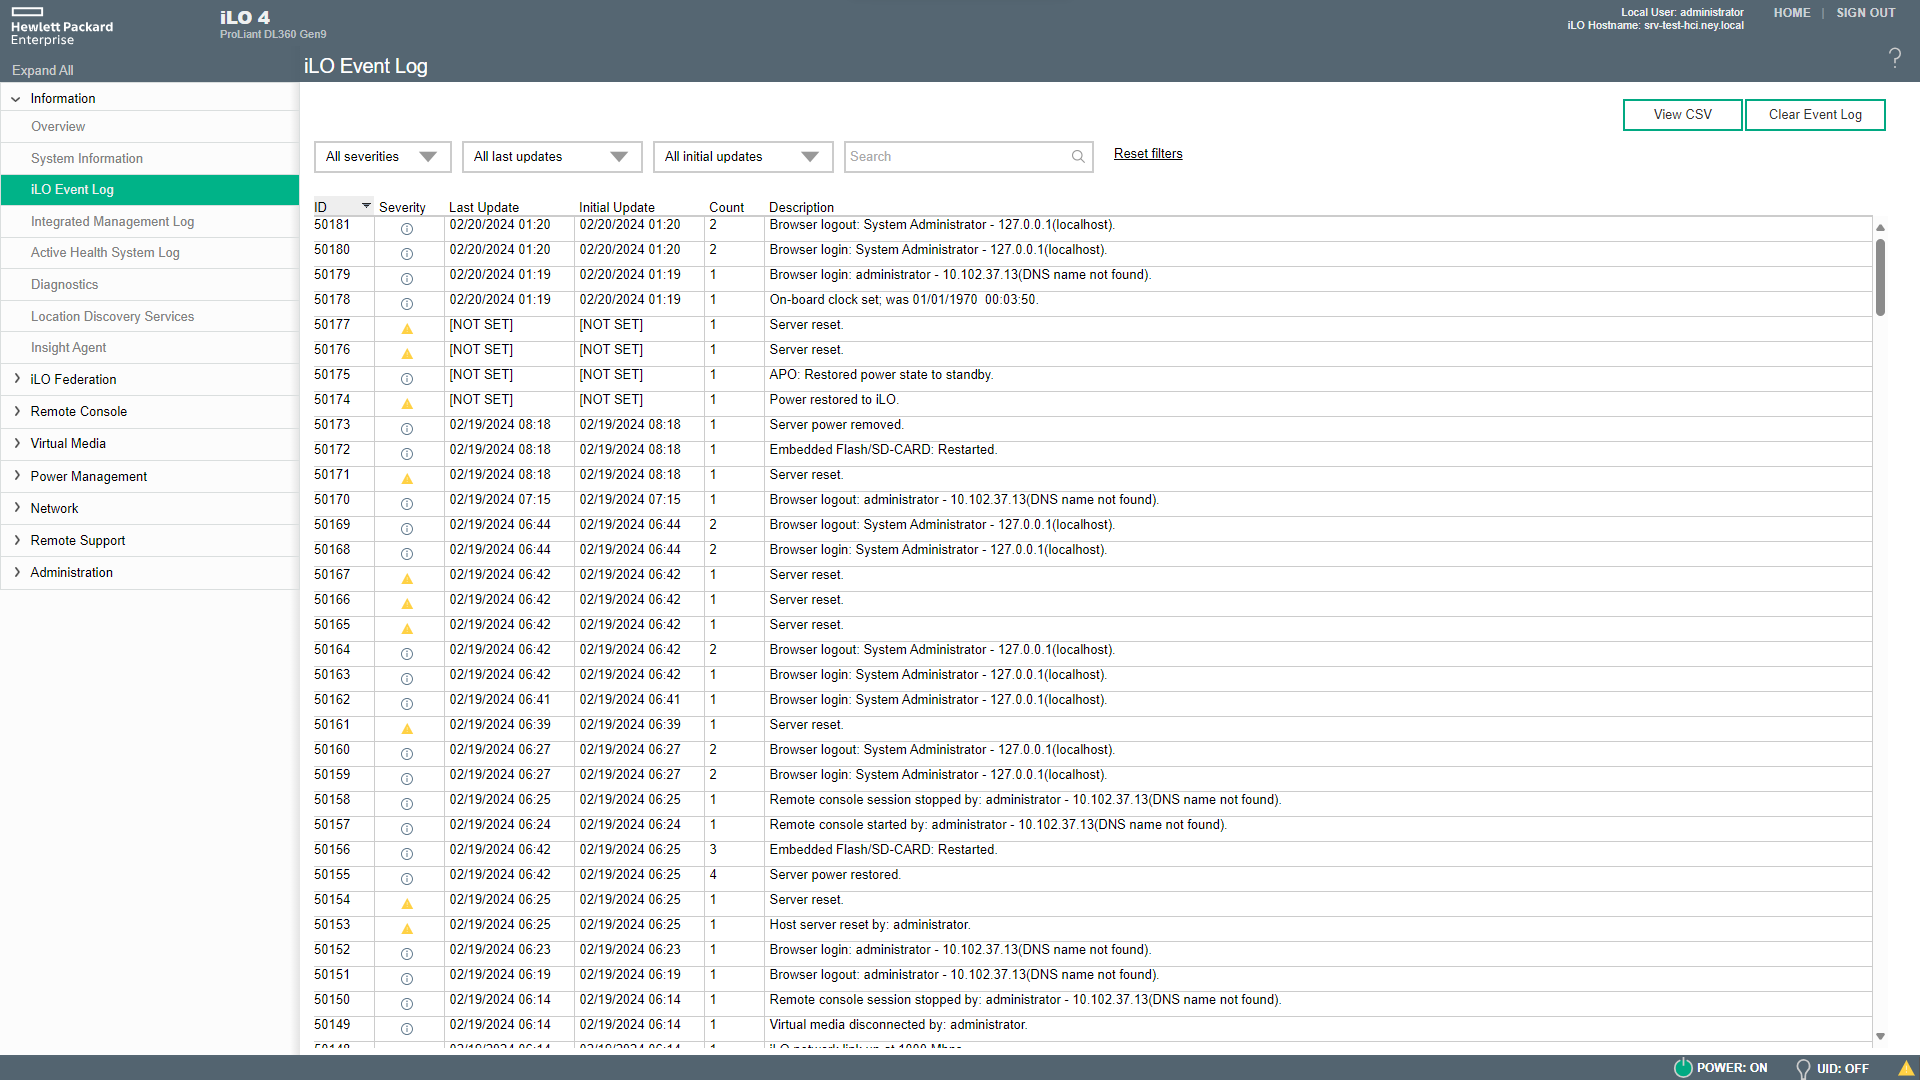 Hewlett Packard
Enterprise
iLO 4
ProLiant DL360 Gen9
Local User: administrator
iLO Hostname: srv-test-hci.ney.local
HOME | SIGN OUT
Expand All
iLO Event Log
?
Information
Overview
System Information
iLO Event Log
Integrated Management Log
Active Health System Log
Diagnostics
Location Discovery Services
Insight Agent
iLO Federation
Remote Console
Virtual Media
Power Management
Network
Remote Support
Administration
View CSV
Clear Event Log
All severities
All last updates
All initial updates
Search
Reset filters
ID Severity Last Update Initial Update Count Description
50181 02/20/2024 01:20 02/20/2024 01:20 2 Browser logout: System Administrator - 127.0.0.1(localhost).
50180 02/20/2024 01:20 02/20/2024 01:20 2 Browser login: System Administrator - 127.0.0.1(localhost).
50179 02/20/2024 01:19 02/20/2024 01:19 1 Browser login: administrator - 10.102.37.13(DNS name not found).
50178 02/20/2024 01:19 02/20/2024 01:19 1 On-board clock set; was 01/01/1970 00:03:50.
50177 [NOT SET] [NOT SET] 1 Server reset.
50176 [NOT SET] [NOT SET] 1 Server reset.
50175 [NOT SET] [NOT SET] 1 APO: Restored power state to standby.
50174 [NOT SET] [NOT SET] 1 Power restored to iLO.
50173 02/19/2024 08:18 02/19/2024 08:18 1 Server power removed.
50172 02/19/2024 08:18 02/19/2024 08:18 1 Embedded Flash/SD-CARD: Restarted.
50171 02/19/2024 08:18 02/19/2024 08:18 1 Server reset.
50170 02/19/2024 07:15 02/19/2024 07:15 1 Browser logout: administrator - 10.102.37.13(DNS name not found).
50169 02/19/2024 06:44 02/19/2024 06:44 2 Browser logout: System Administrator - 127.0.0.1(localhost).
50168 02/19/2024 06:44 02/19/2024 06:44 2 Browser login: System Administrator - 127.0.0.1(localhost).
50167 02/19/2024 06:42 02/19/2024 06:42 1 Server reset.
50166 02/19/2024 06:42 02/19/2024 06:42 1 Server reset.
50165 02/19/2024 06:42 02/19/2024 06:42 1 Server reset.
50164 02/19/2024 06:42 02/19/2024 06:42 2 Browser logout: System Administrator - 127.0.0.1(localhost).
50163 02/19/2024 06:42 02/19/2024 06:42 1 Browser login: System Administrator - 127.0.0.1(localhost).
50162 02/19/2024 06:41 02/19/2024 06:41 1 Browser login: System Administrator - 127.0.0.1(localhost).
50161 02/19/2024 06:39 02/19/2024 06:39 1 Server reset.
50160 02/19/2024 06:27 02/19/2024 06:27 2 Browser logout: System Administrator - 127.0.0.1(localhost).
50159 02/19/2024 06:27 02/19/2024 06:27 2 Browser login: System Administrator - 127.0.0.1(localhost).
50158 02/19/2024 06:25 02/19/2024 06:25 1 Remote console session stopped by: administrator - 10.102.37.13(DNS name not found).
50157 02/19/2024 06:24 02/19/2024 06:24 1 Remote console started by: administrator - 10.102.37.13(DNS name not found).
50156 02/19/2024 06:42 02/19/2024 06:25 3 Embedded Flash/SD-CARD: Restarted.
50155 02/19/2024 06:42 02/19/2024 06:25 4 Server power restored.
50154 02/19/2024 06:25 02/19/2024 06:25 1 Server reset.
50153 02/19/2024 06:25 02/19/2024 06:25 1 Host server reset by: administrator.
50152 02/19/2024 06:23 02/19/2024 06:23 1 Browser login: administrator - 10.102.37.13(DNS name not found).
50151 02/19/2024 06:19 02/19/2024 06:19 1 Browser logout: administrator - 10.102.37.13(DNS name not found).
50150 02/19/2024 06:14 02/19/2024 06:14 1 Remote console session stopped by: administrator - 10.102.37.13(DNS name not found).
50149 02/19/2024 06:14 02/19/2024 06:14 1 Virtual media disconnected by: administrator.
50148 02/19/2024 06:14 02/19/2024 06:14 1 iLO network link up at 1000 Mbps.
POWER: ON
UID: OFF